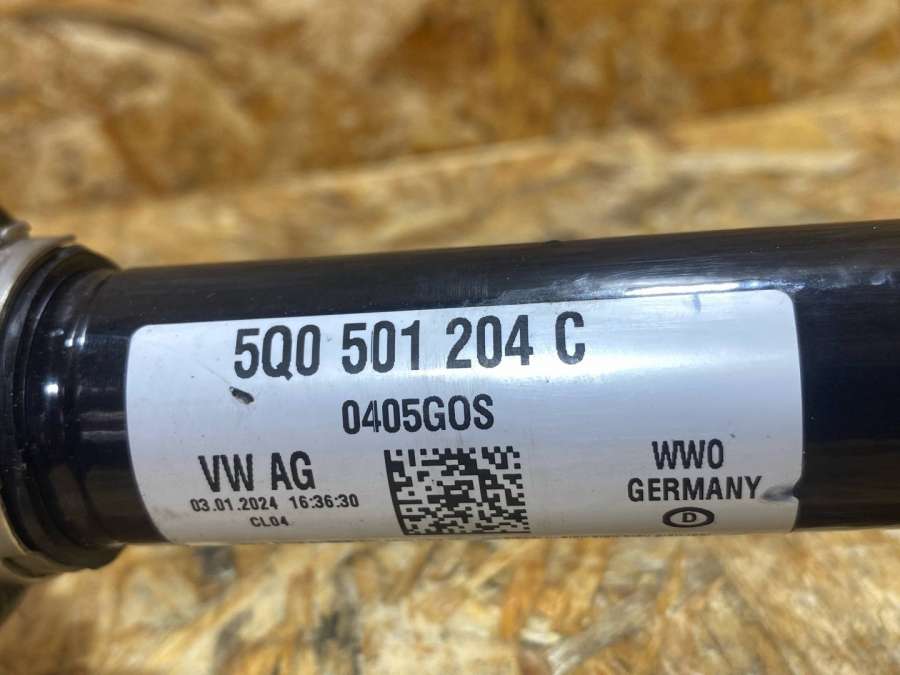 5Q0 501 204 C
0405GOS
VW AG
03.01.2024 16:36:30
CL04
WWO
GERMANY
D